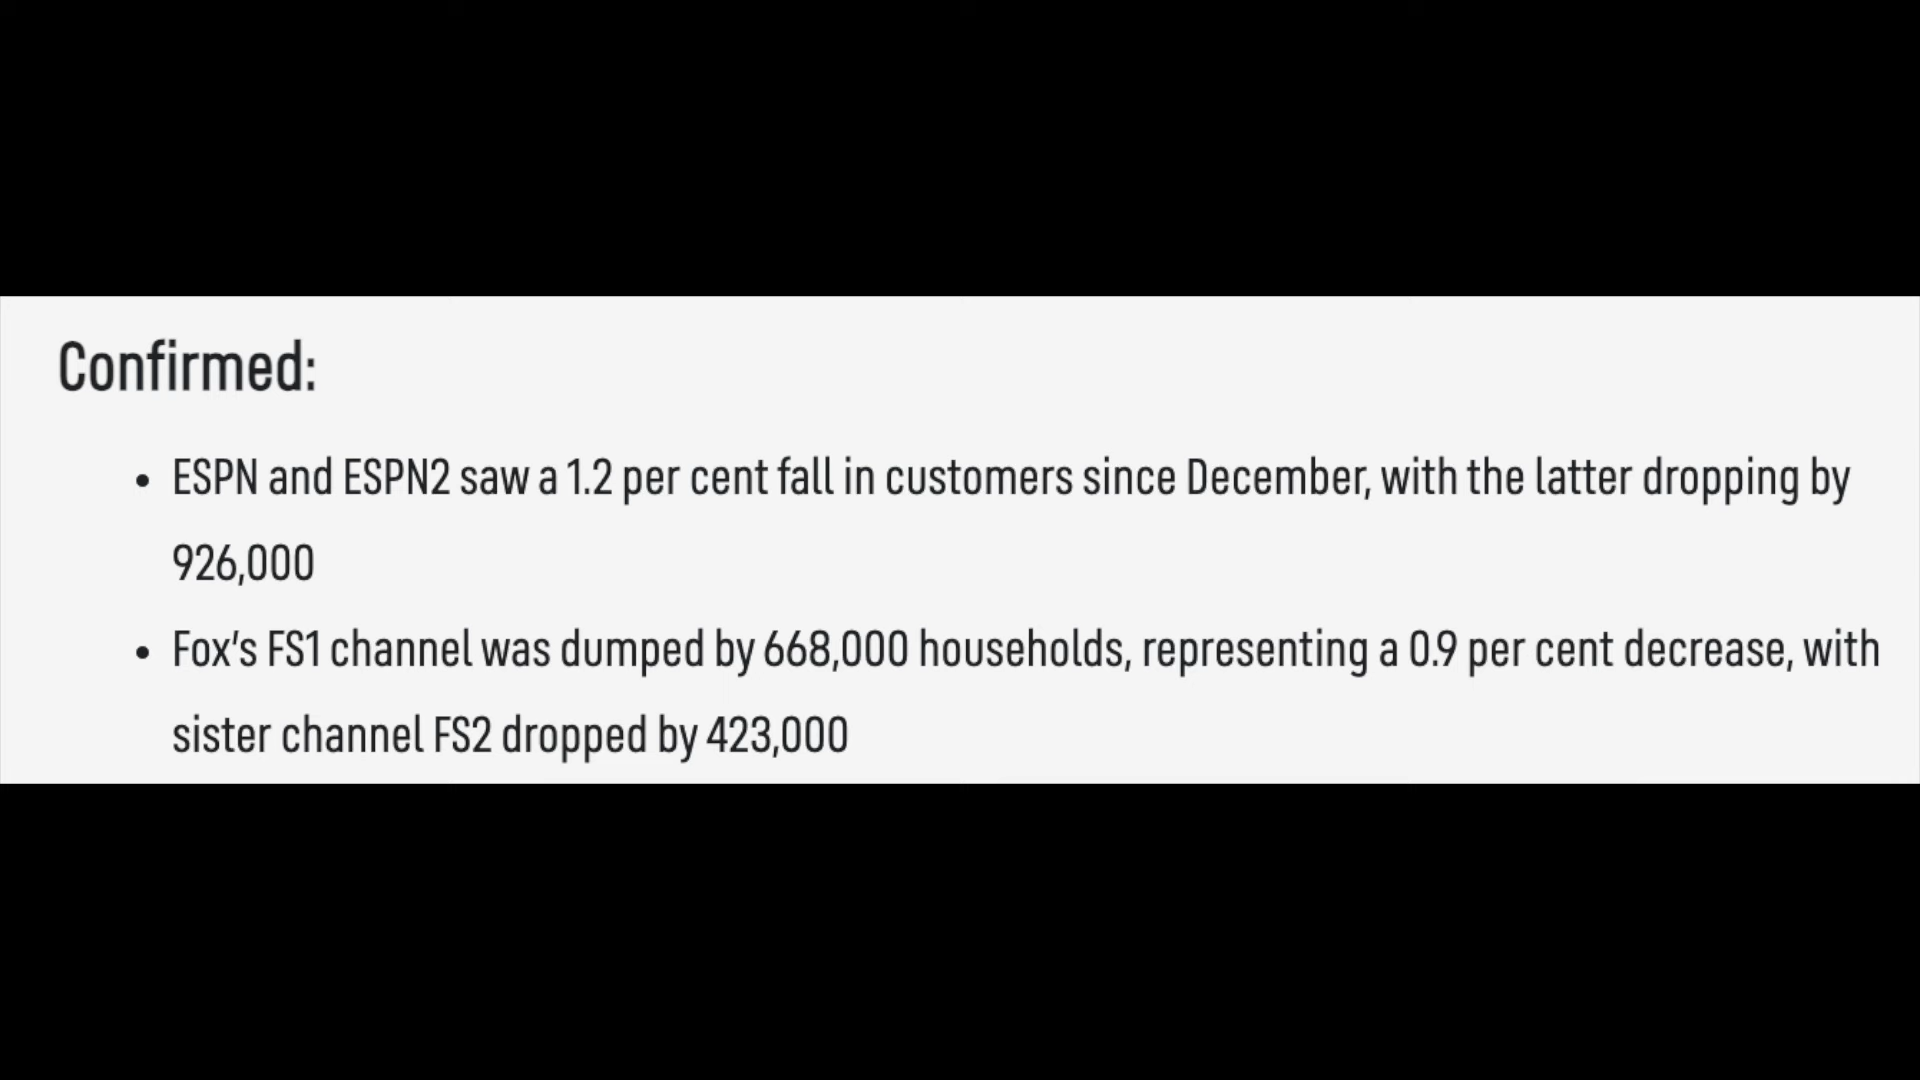 Confirmed:
• ESPN and ESPN2 saw a 1.2 per cent fall in customers since December, with the latter dropping by
926,000
• Fox’s FS1 channel was dumped by 668,000 households, representing a 0.9 per cent decrease, with
sister channel FS2 dropped by 423,000